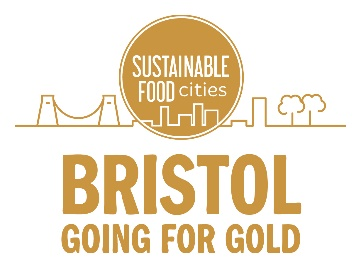 SUSTAINABLE
FOOD cities
BRISTOL
GOING FOR GOLD